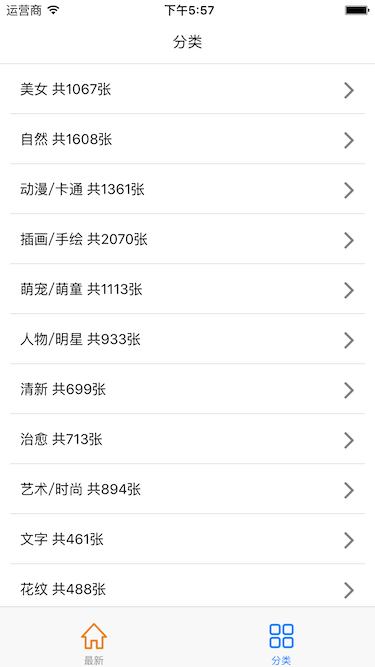 运营商 下午5:57
分类
美女 共1067张
自然 共1608张
动漫/卡通 共1361张
插画/手绘 共2070张
萌宠/萌童 共1113张
人物/明星 共933张
清新 共699张
治愈 共713张
艺术/时尚 共894张
文字 共461张
花纹 共488张
最新 分类